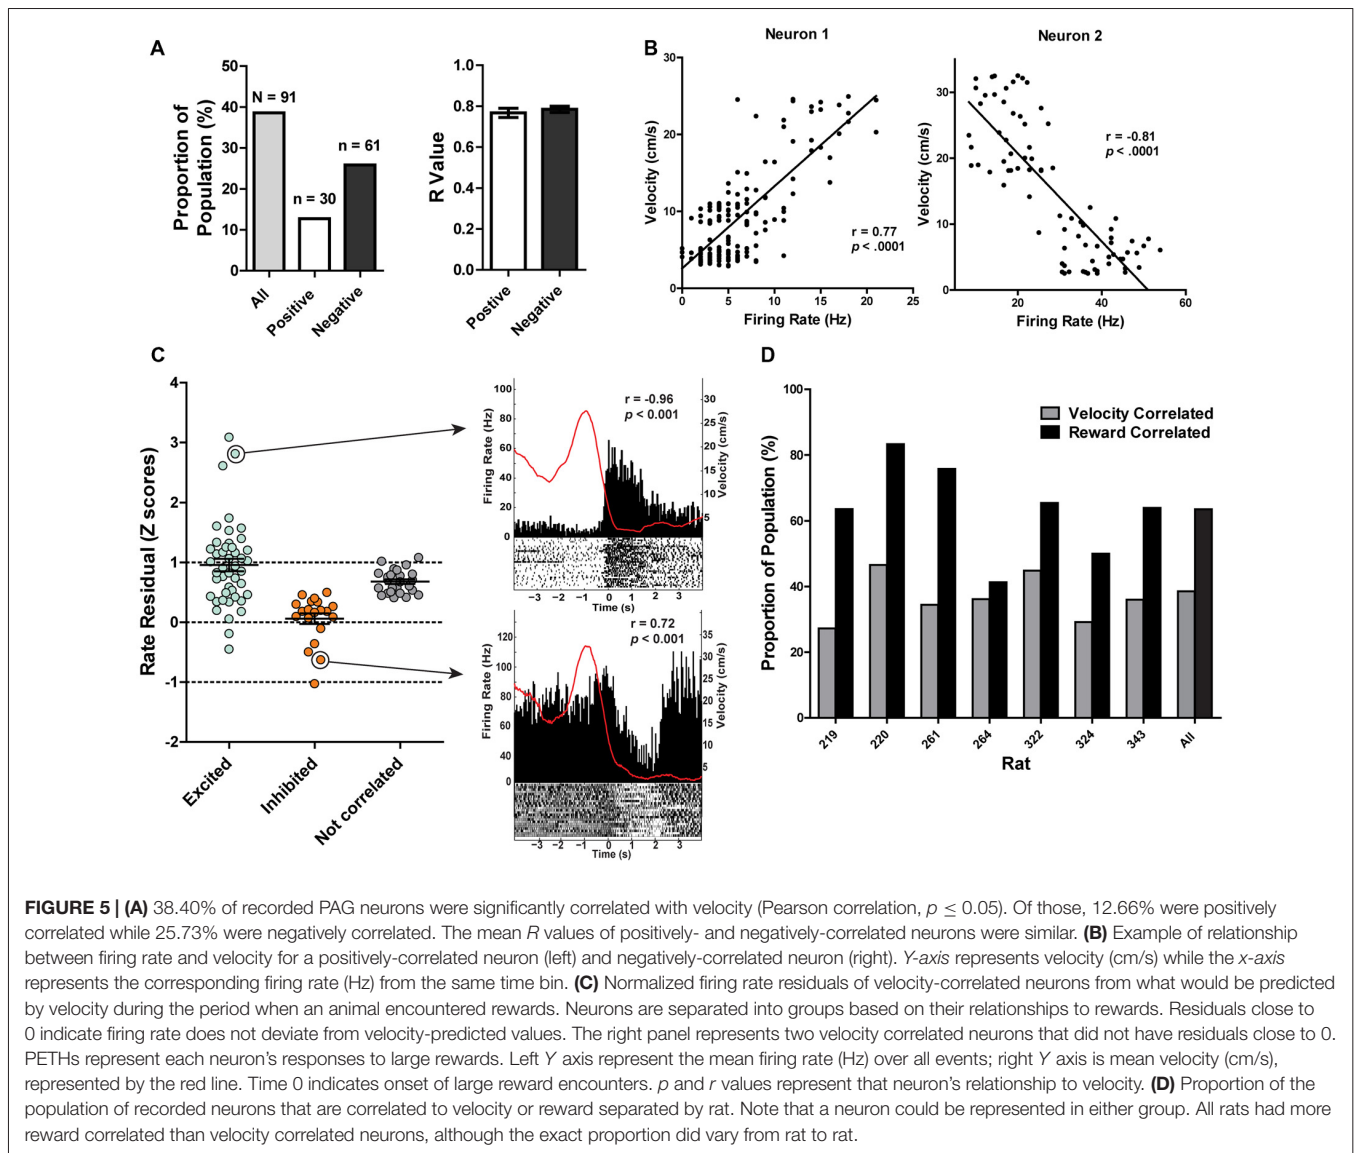 A
Proportion of
Population (%)
50
40
30
20
10
0
N = 91
n = 30
n = 61
All
Positive
Negative
R Value
1.0
0.8
0.6
0.4
0.2
0.0
Postive
Negative
B
Neuron 1
Velocity (cm/s)
30
20
10
0
r = 0.77
p < .0001
0 5 10 15 20 25
Firing Rate (Hz)
Neuron 2
Velocity (cm/s)
30
20
10
0
r = -0.81
p < .0001
20 40 60
Firing Rate (Hz)
C
Rate Residual (Z scores)
4
3
2
1
0
-1
-2
Excited
Inhibited
Not correlated
Firing Rate (Hz)
100
80
60
40
20
0
r = -0.96
p < 0.001
30
25
20
15
10
5
Velocity (cm/s)
−3 −2 −1 0 1 2 3
Time (s)
Firing Rate (Hz)
120
100
80
60
40
0
r = 0.72
p < 0.001
35
30
25
20
15
10
5
Velocity (cm/s)
−3 −2 −1 0 1 2 3
Time (s)
D
Proportion of Population (%)
100
80
60
40
20
0
Velocity Correlated
Reward Correlated
219 220 261 264 322 324 343 All
Rat
FIGURE 5 | (A) 38.40% of recorded PAG neurons were significantly correlated with velocity (Pearson correlation, p ≤ 0.05). Of those, 12.66% were positively
correlated while 25.73% were negatively correlated. The mean R values of positively- and negatively-correlated neurons were similar. (B) Example of relationship
between firing rate and velocity for a positively-correlated neuron (left) and negatively-correlated neuron (right). Y-axis represents velocity (cm/s) while the x-axis
represents the corresponding firing rate (Hz) from the same time bin. (C) Normalized firing rate residuals of velocity-correlated neurons from what would be predicted
by velocity during the period when an animal encountered rewards. Neurons are separated into groups based on their relationships to rewards. Residuals close to
0 indicate firing rate does not deviate from velocity-predicted values. The right panel represents two velocity correlated neurons that did not have residuals close to 0.
PETHs represent each neuron's responses to large rewards. Left Y axis represent the mean firing rate (Hz) over all events; right Y axis is mean velocity (cm/s),
represented by the red line. Time 0 indicates onset of large reward encounters. p and r values represent that neuron's relationship to velocity. (D) Proportion of the
population of recorded neurons that are correlated to velocity or reward separated by rat. Note that a neuron could be represented in either group. All rats had more
reward correlated than velocity correlated neurons, although the exact proportion did vary from rat to rat.